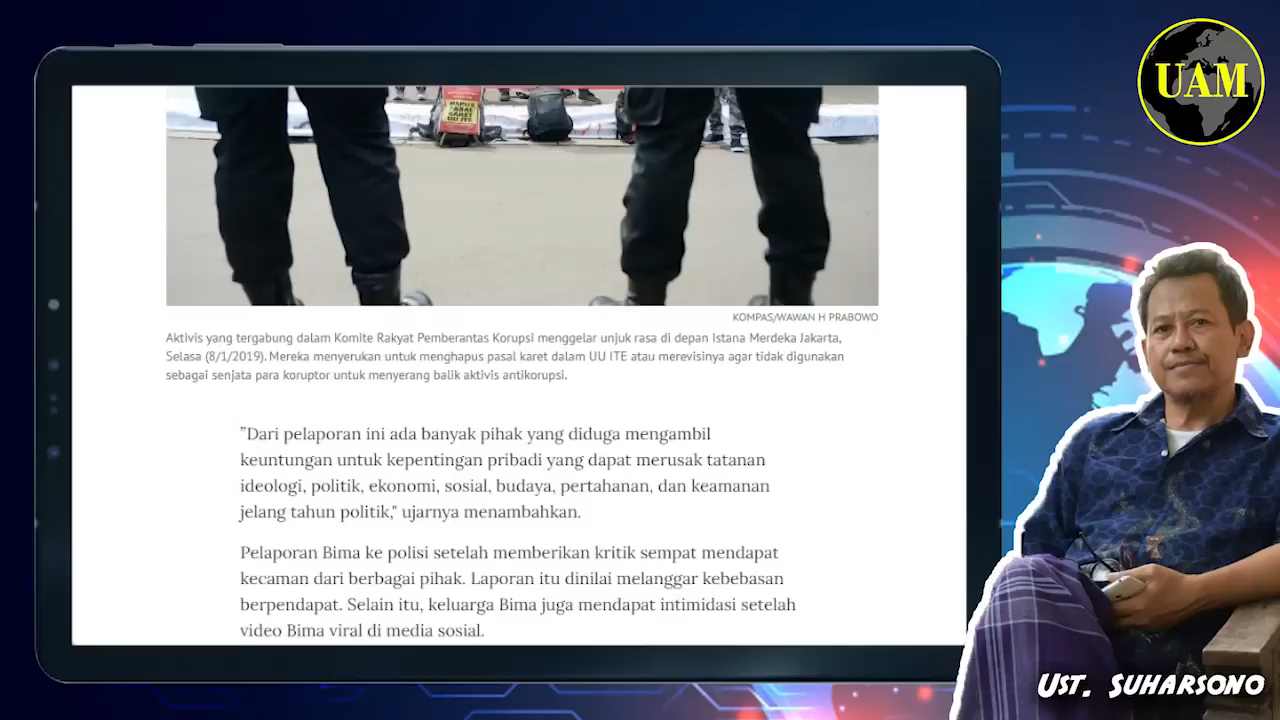 UAM
HAPUS
PASAL
KARET
UU ITE
KOMPAS/WAWAN H PRABOWO
Aktivis yang tergabung dalam Komite Rakyat Pemberantas Korupsi menggelar unjuk rasa di depan Istana Merdeka Jakarta,
Selasa (8/1/2019). Mereka menyerukan untuk menghapus pasal karet dalam UU ITE atau merevisinya agar tidak digunakan
sebagai senjata para koruptor untuk menyerang balik aktivis antikorupsi.
”Dari pelaporan ini ada banyak pihak yang diduga mengambil
keuntungan untuk kepentingan pribadi yang dapat merusak tatanan
ideologi, politik, ekonomi, sosial, budaya, pertahanan, dan keamanan
jelang tahun politik," ujarnya menambahkan.
Pelaporan Bima ke polisi setelah memberikan kritik sempat mendapat
kecaman dari berbagai pihak. Laporan itu dinilai melanggar kebebasan
berpendapat. Selain itu, keluarga Bima juga mendapat intimidasi setelah
video Bima viral di media sosial.
UST. SUHARSONO